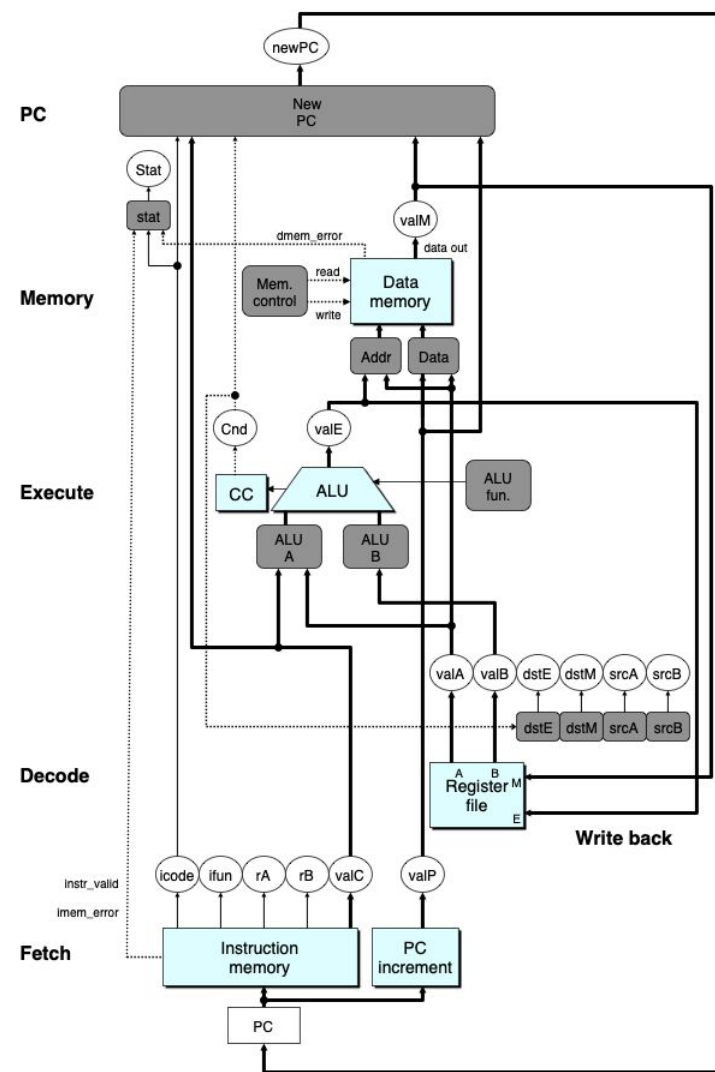 newPC
PC
New
PC
Stat
stat
valM
dmem_error
data out
Memory
Mem.
control
read
write
Data
memory
Addr
Data
Cnd
valE
Execute
CC
ALU
ALU
fun.
ALU
A
ALU
B
valA
valB
dstE
dstM
srcA
srcB
dstE
dstM
srcA
srcB
Decode
A
B
Register
file
M
E
Write back
instr_valid
imem_error
icode
ifun
rA
rB
valC
valP
Fetch
Instruction
memory
PC
increment
PC